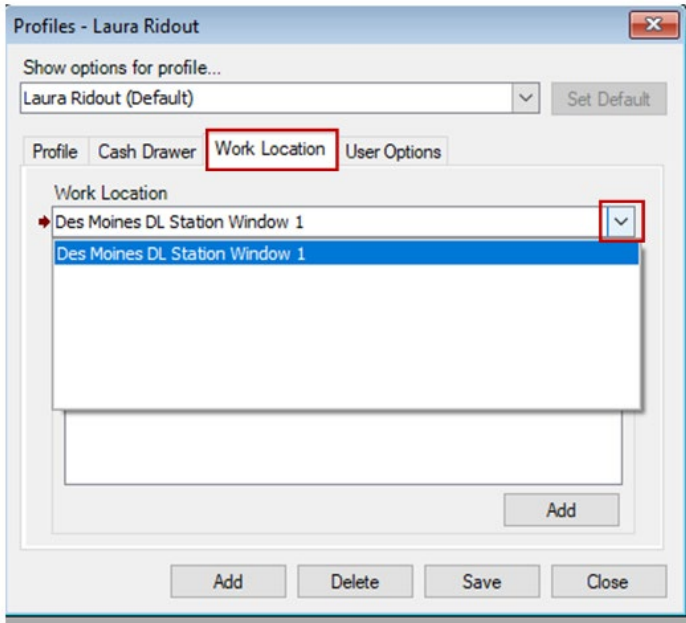 Profiles - Laura Ridout
Show options for profile...
Laura Ridout (Default)
Set Default
Profile
Cash Drawer
Work Location
User Options
Work Location
Des Moines DL Station Window 1
Des Moines DL Station Window 1
Add
Add
Delete
Save
Close